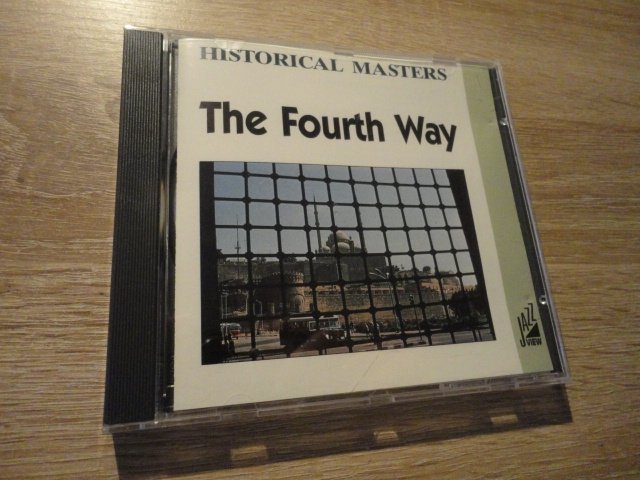 HISTORICAL MASTERS
The Fourth Way
JAZZ
VIEW